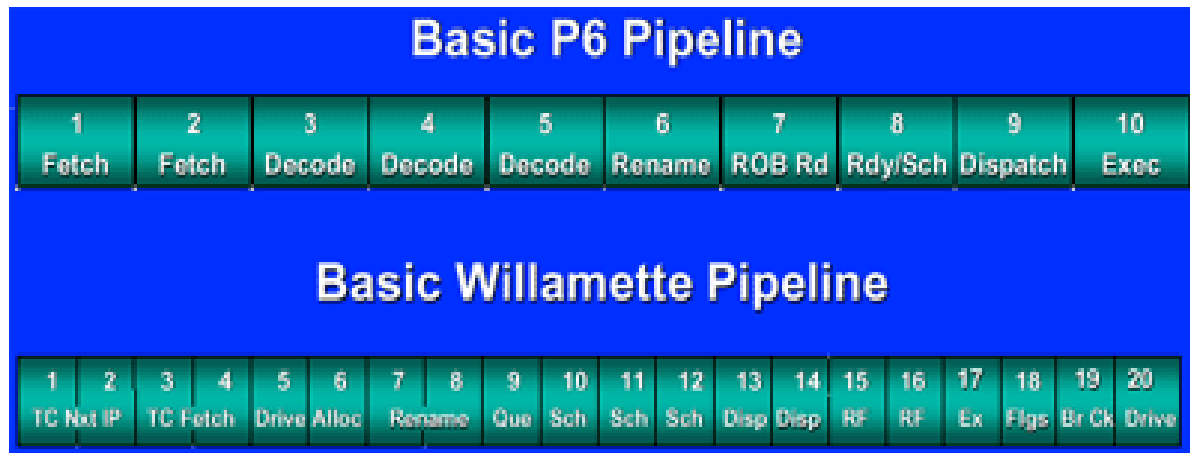 Basic P6 Pipeline
1 2 3 4 5 6 7 8 9 10
Fetch Fetch Decode Decode Decode Rename ROB Rd Rdy/Sch Dispatch Exec
Basic Willamette Pipeline
1 2 3 4 5 6 7 8 9 10 11 12 13 14 15 16 17 18 19 20
TC Nxt IP TC Fetch Drive Alloc Rename Que Sch Sch Sch Disp Disp RF RF Ex Flgs Br Ck Drive